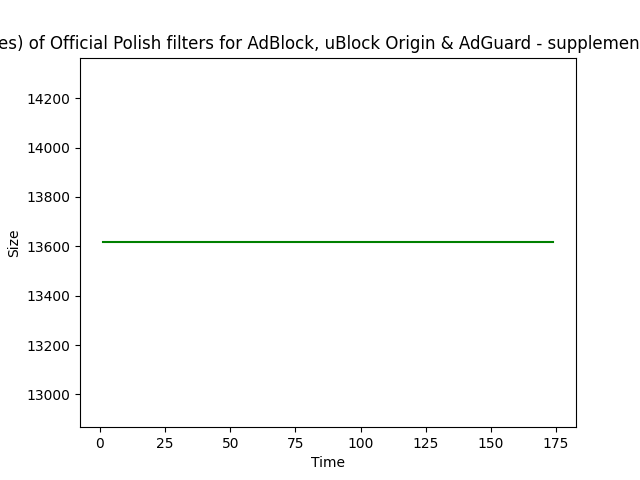 es) of Official Polish filters for AdBlock, uBlock Origin & AdGuard - supplemen
14200
14000
13800
13600
13400
13200
13000
Size
0 25 50 75 100 125 150 175
Time